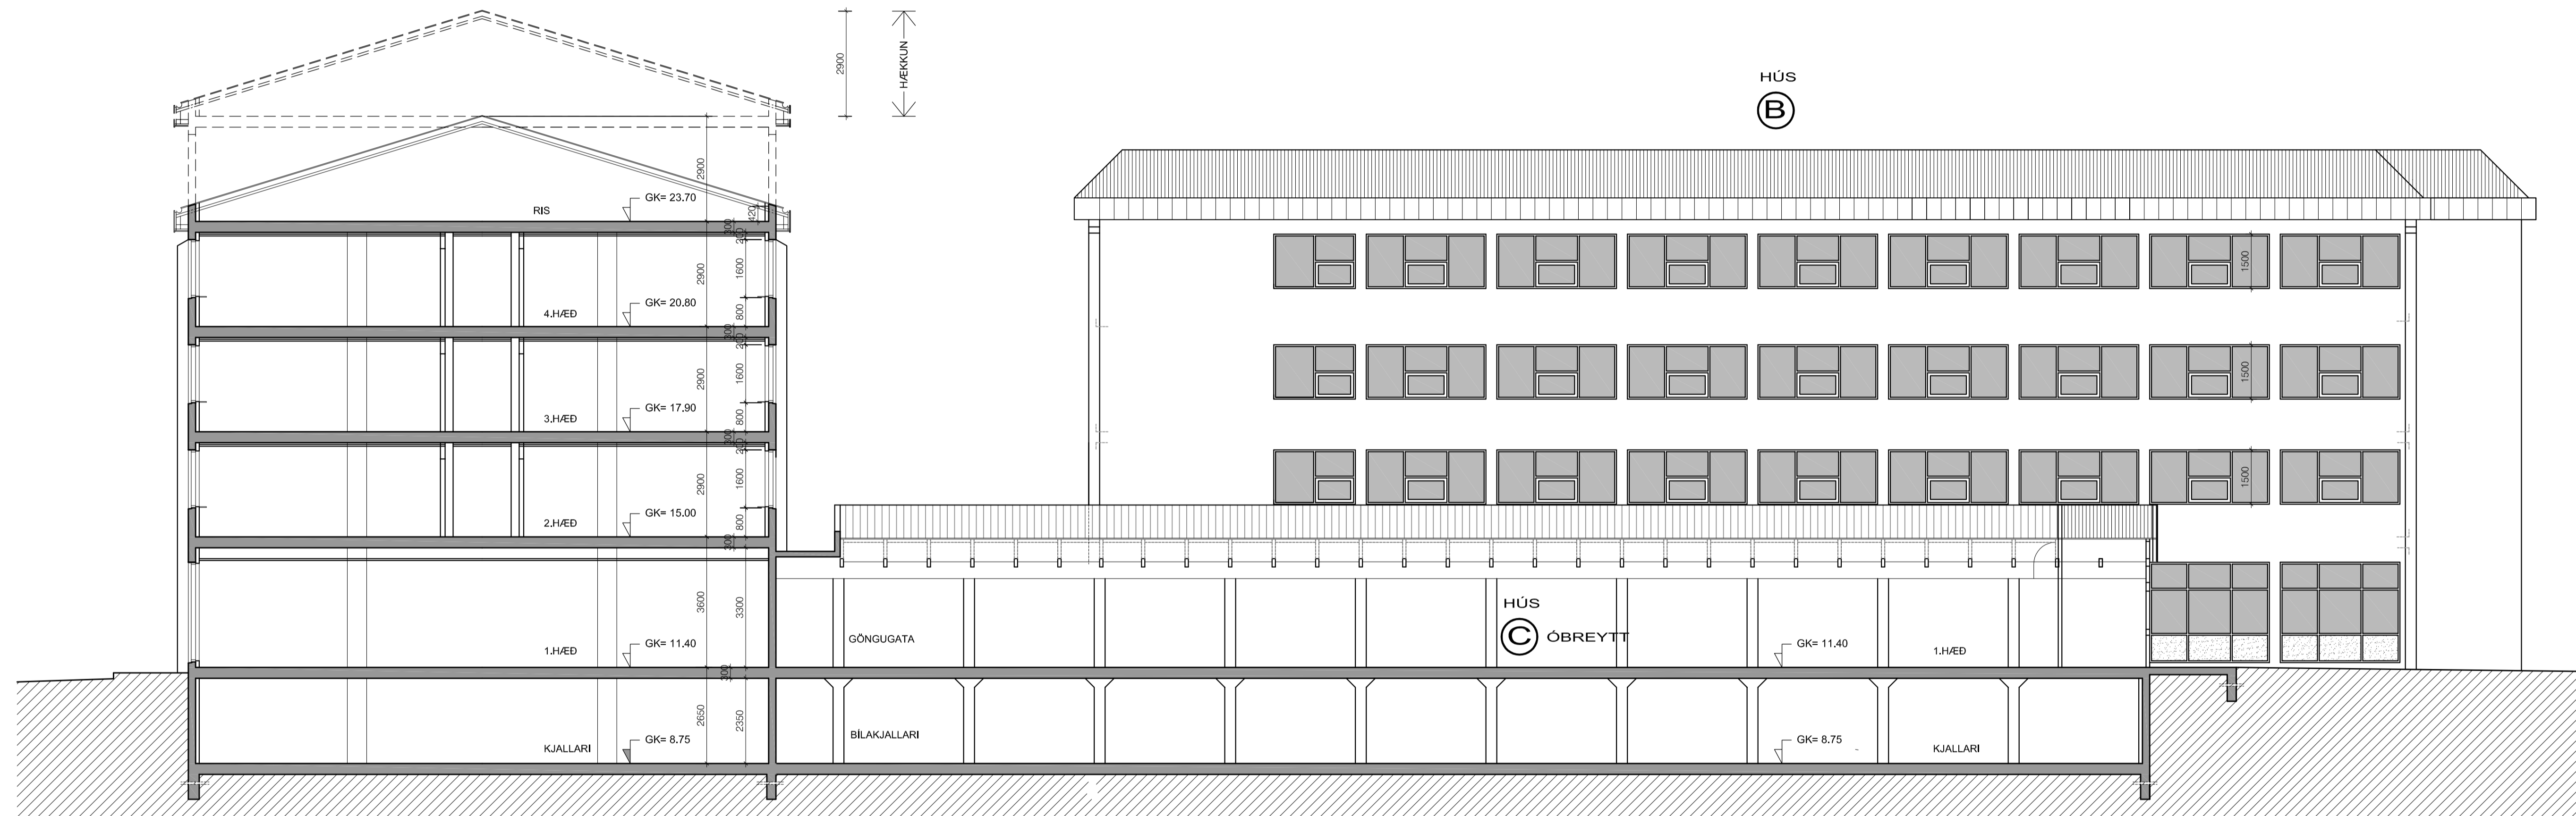 2900
HÆKKUN
HÚS
B
2900
RIS
GK= 23.70
420
300
200
2900
1600
4.HÆÐ
GK= 20.80
800
300
200
2900
1600
3.HÆÐ
GK= 17.90
800
300
200
2900
1600
2.HÆÐ
GK= 15.00
800
300
1500
1500
1500
3600
3300
1.HÆÐ
GK= 11.40
300
GÖNGUGATA
HÚS
C ÓBREYTT
GK= 11.40
1.HÆÐ
2650
2350
KJALLARI
GK= 8.75
BÍLAKJALLARI
GK= 8.75
KJALLARI